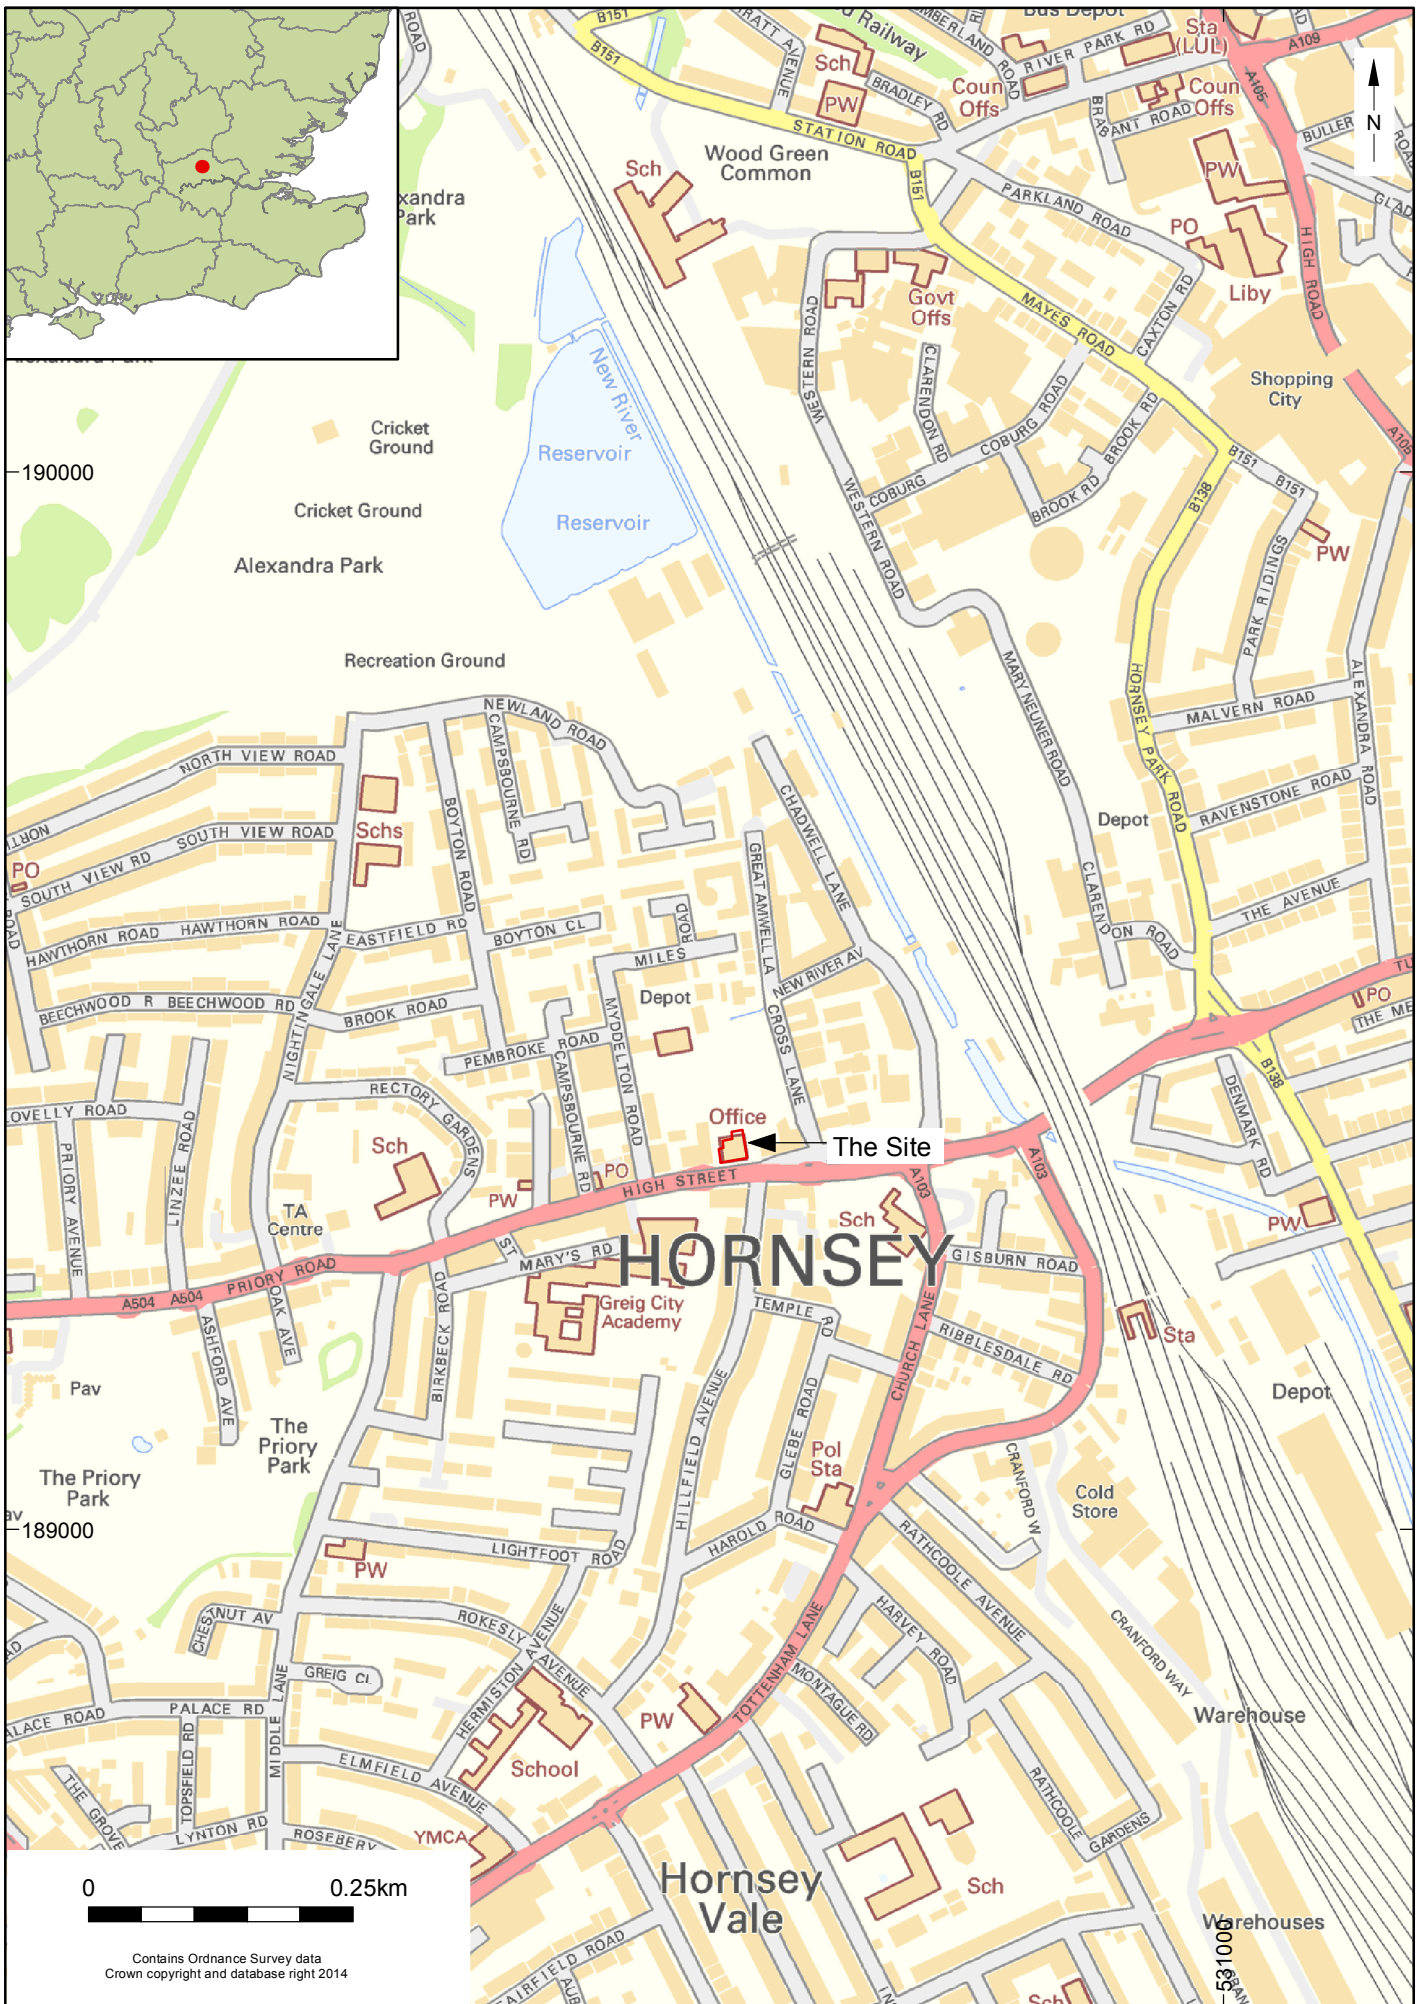 B151
B151
ROAD
BRATT AVENUE
Railway
Sch
PW
BRADLEY RD
Bus Depot
RIVER PARK RD
Sta
(LUL)
A109
A105
Coun
Offs
Coun
Offs
BRABANT ROAD
N
STATION ROAD
Wood Green
Common
B151
PARKLAND ROAD
PW
PO
Liby
HIGH ROAD
Sch
Govt
Offs
MAYES ROAD
CAXTON RD
WESTERN ROAD
CLARENDON RD
COBURG ROAD
COBURG
BROOK RD
BROOK RD
Shopping
City
A105
B151
B151
B138
PW
PARK RIDINGS
New River
Reservoir
Reservoir
Cricket
Ground
Cricket Ground
Alexandra Park
190000
Recreation Ground
WESTERN ROAD
MARY NEUNER ROAD
HORNSEY PARK ROAD
MALVERN ROAD
ALEXANDRA ROAD
RAVENSTONE ROAD
THE AVENUE
Depot
CLARENDON ROAD
NEWLAND ROAD
CAMPSBOURNE RD
BOYTON ROAD
NORTH VIEW ROAD
SOUTH VIEW ROAD
SOUTH VIEW RD
Schs
PO
HAWTHORN ROAD
HAWTHORN ROAD
EASTFIELD RD
BOYTON CL
BEECHWOOD R
BEECHWOOD RD
BROOK ROAD
NIGHTINGALE LANE
CHADWELL LANE
GREAT AMWELL LA
NEW RIVER AV
CROSS LANE
MILES
ROAD
Depot
MYDDELTON ROAD
PEMBROKE ROAD
CAMPSBOURNE RD
RECTORY GARDENS
PRIORY AVENUE
LINZEE ROAD
Sch
TA
Centre
Office
The Site
PO
PW
HIGH STREET
A103
A103
PO
B138
DENMARK RD
PW
Sch
HORNSEY
GISBURN ROAD
ST
MARY'S RD
Greig City
Academy
PRIORY ROAD
A504
A504
OAK AVE
ASHFORD AVE
BIRKBECK ROAD
TEMPLE RD
CHURCH LANE
RIBBLESDALE RD
Sta
Depot
Pav
The
Priory
Park
The Priory
Park
189000
HILLFIELD AVENUE
GLEBE ROAD
Pol
Sta
HAROLD ROAD
CRANFORD W
Cold
Store
LIGHTFOOT ROAD
PW
CHESTNUT AV
ROKESLY AVENUE
HERMISTON AVENUE
GREIG CL
PALACE RD
MIDDLE LANE
TOPSFIELD RD
THE GROVE
LYNTON RD
ROSEBERY
ELMFIELD AVENUE
School
YMCA
PW
TOTTENHAM LANE
HARVEY ROAD
MONTAGUE RD
RATHCOOLE AVENUE
RATHCOOLE
GARDENS
CRANFORD WAY
Warehouse
Warehouses
Sch
Hornsey
Vale
Sch
531000
0
0.25km
Contains Ordnance Survey data
Crown copyright and database right 2014